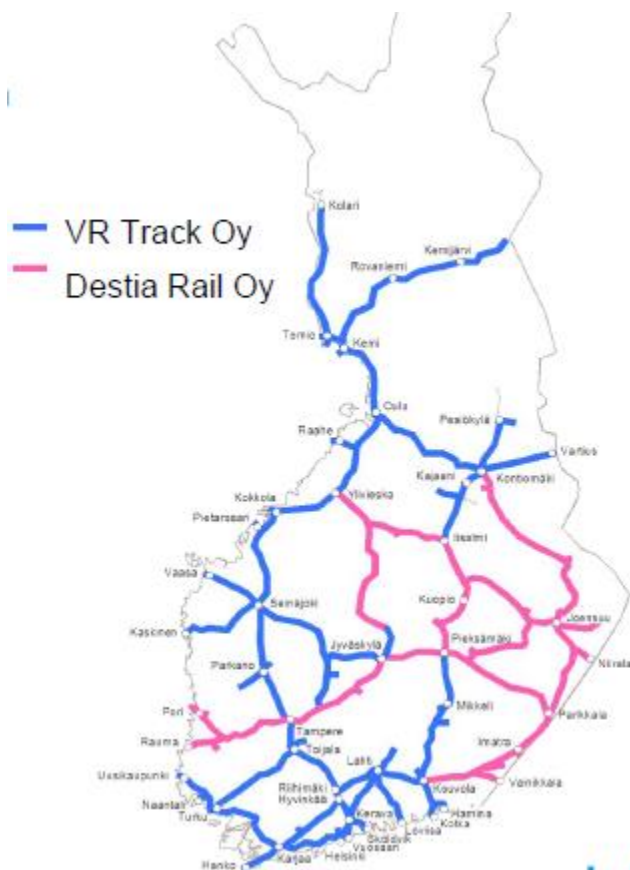 Kolari
VR Track Oy
Kemijärvi
Rovaniemi
Destia Rail Oy
Tornio
Kemi
Oulu
Pesiökylä
Raahe
Vartius
Kajaani
Kontiomäki
Ylivieska
Kokkola
Pietarsaari
Iisalmi
Vaasa
Seinäjoki
Kuopio
Joensuu
Kaskinen
Jyväskylä
Pieksämäki
Niirala
Parkano
Mikkeli
Pori
Parikkala
Tampere
Rauma
Imatra
Toijala
Lahti
Uusikaupunki
Vainikkala
Riihimäki
Kouvola
Hyvinkää
Naantali
Hamina
Turku
Kerava
Kotka
Loviisa
Sköldvik
Vuosaari
Helsinki
Karjaa
Hanko